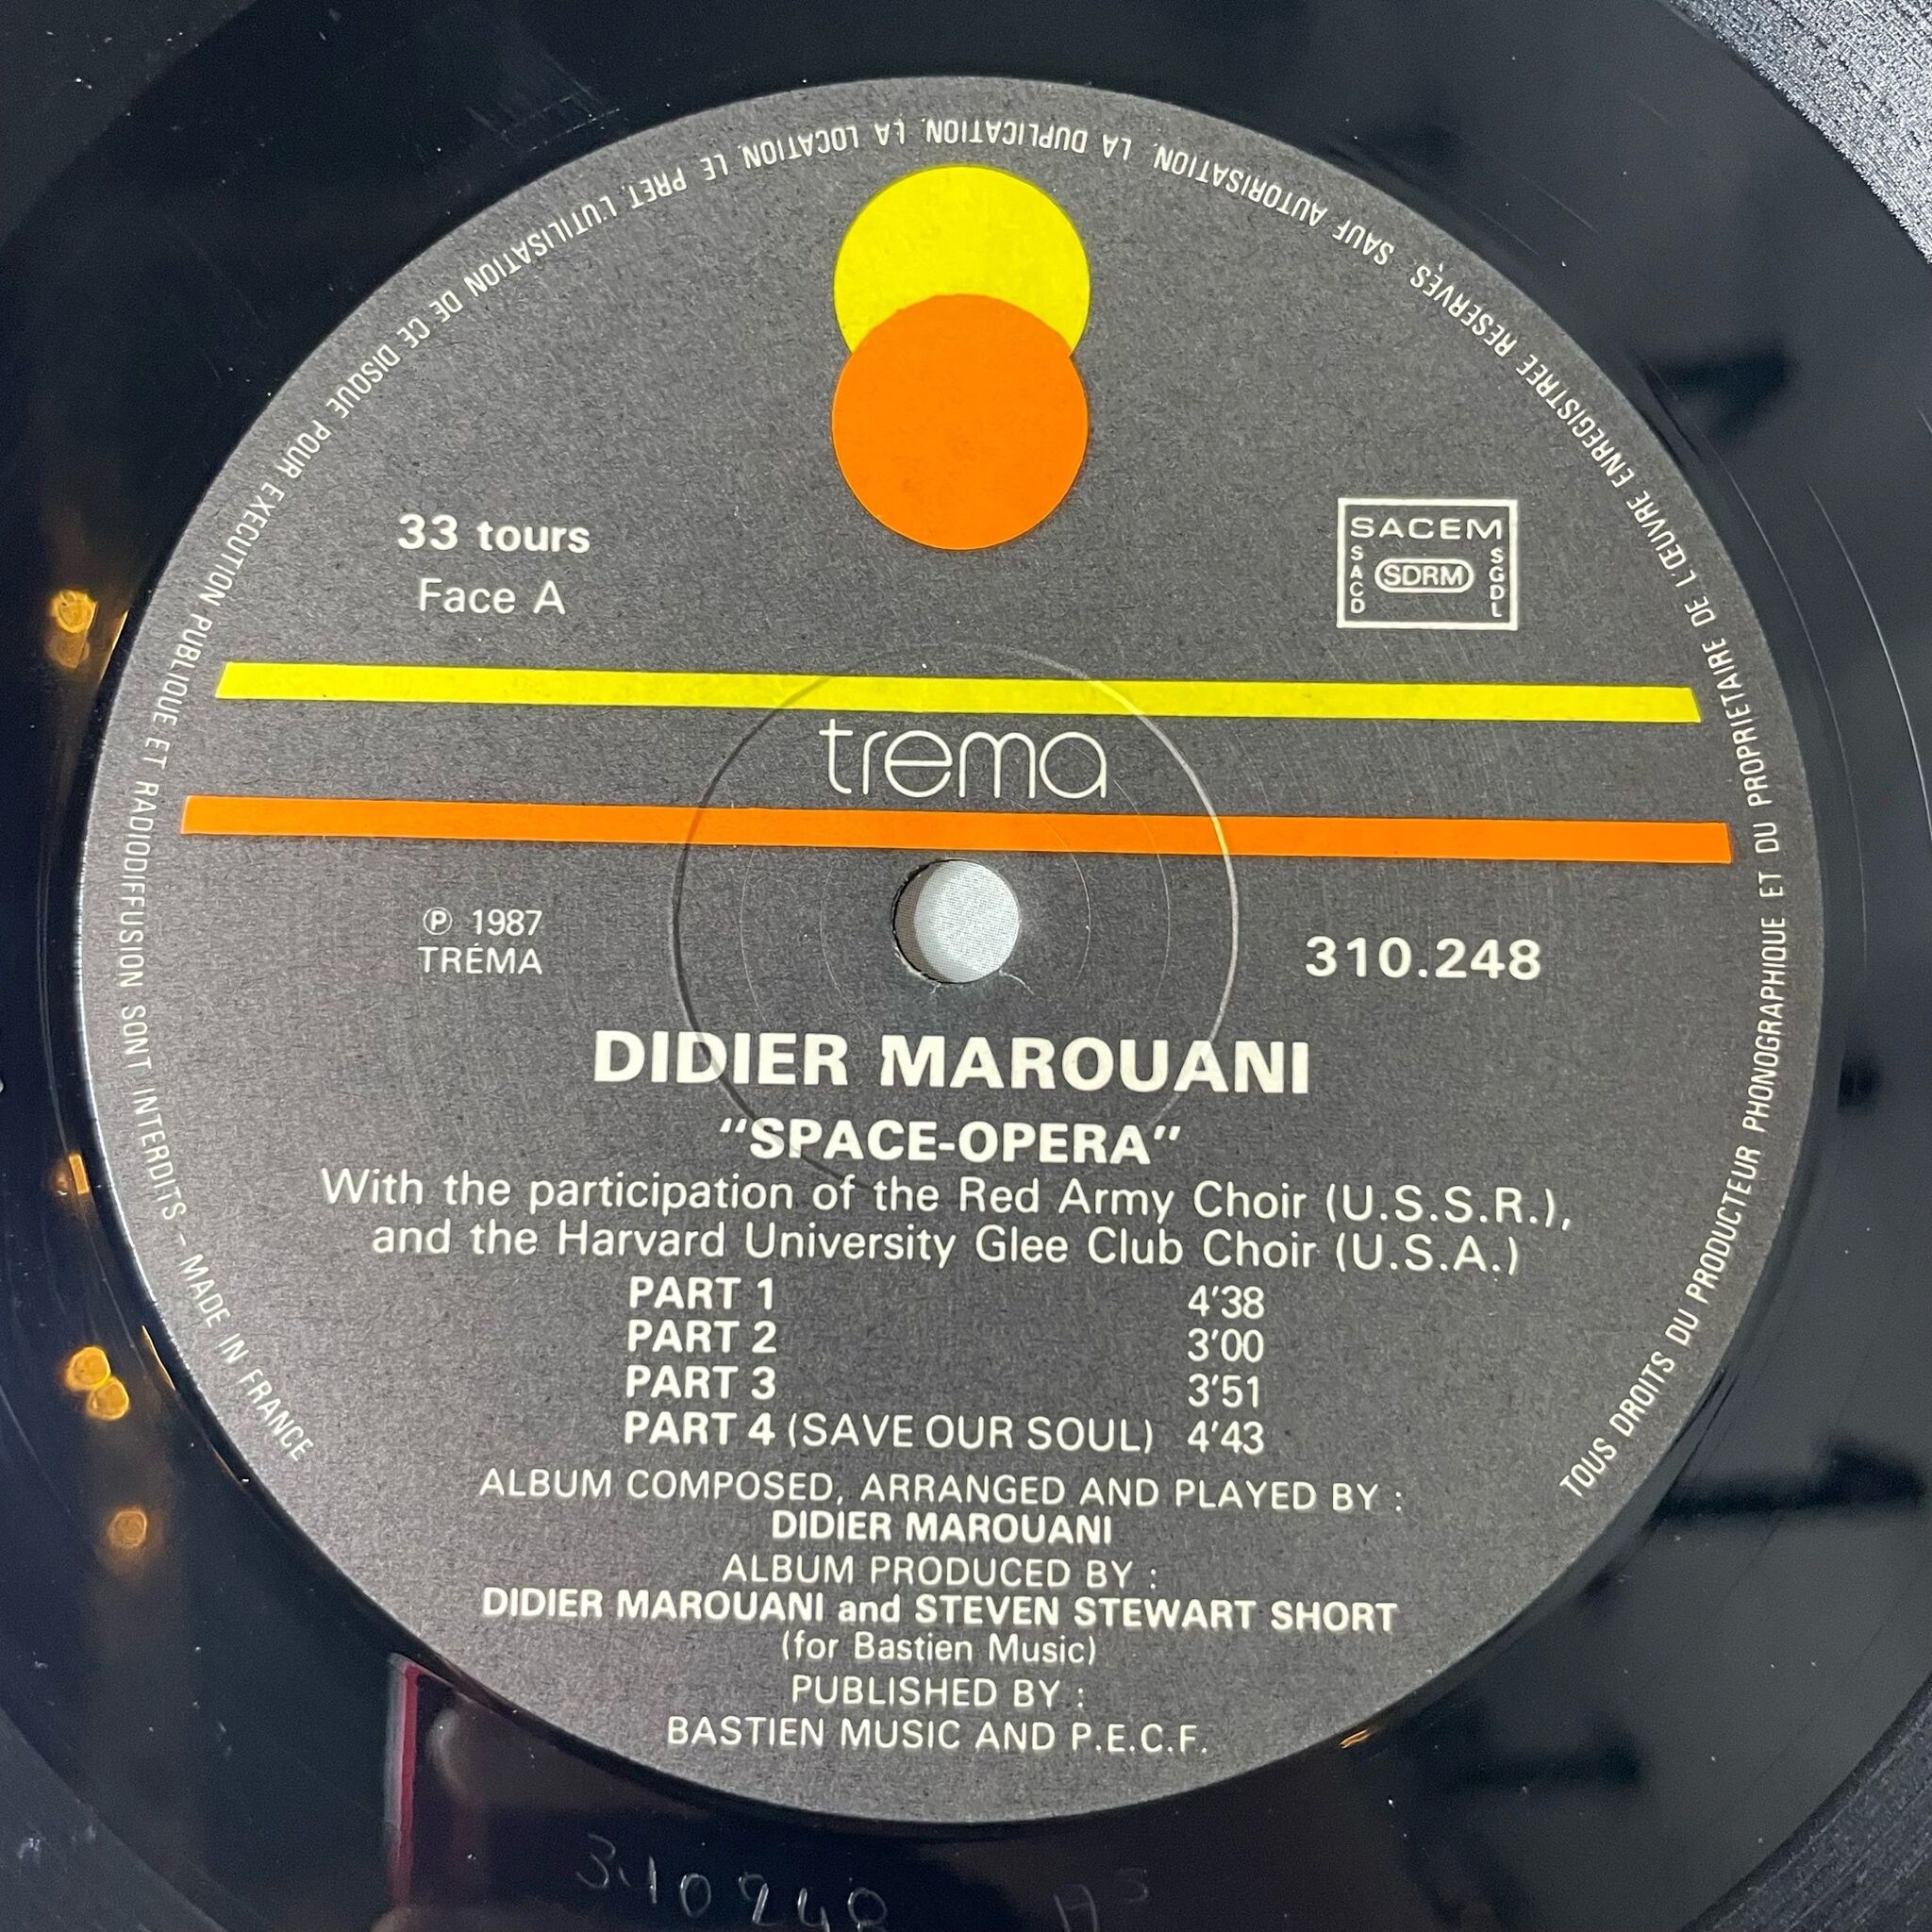 TOUS DROITS DU PRODUCTEUR PHONOGRAPHIQUE ET DU PROPRIETAIRE DE L'ŒUVRE ENREGISTREE RESERVES. SAUF AUTORISATION, LA DUPLICATION, LA LOCATION, LE PRET, L'UTILISATION DE CE DISQUE POUR EXECUTION PUBLIQUE ET RADIODIFFUSION SONT INTERDITS - MADE IN FRANCE
33 tours
Face A
SACEM
SACD
SDRM
SGDL
trema
℗ 1987
TRÉMA
310.248
DIDIER MAROUANI
"SPACE-OPERA"
With the participation of the Red Army Choir (U.S.S.R.),
and the Harvard University Glee Club Choir (U.S.A.)
PART 1 4'38
PART 2 3'00
PART 3 3'51
PART 4 (SAVE OUR SOUL) 4'43
ALBUM COMPOSED, ARRANGED AND PLAYED BY :
DIDIER MAROUANI
ALBUM PRODUCED BY :
DIDIER MAROUANI and STEVEN STEWART SHORT
(for Bastien Music)
PUBLISHED BY :
BASTIEN MUSIC AND P.E.C.F.
310248